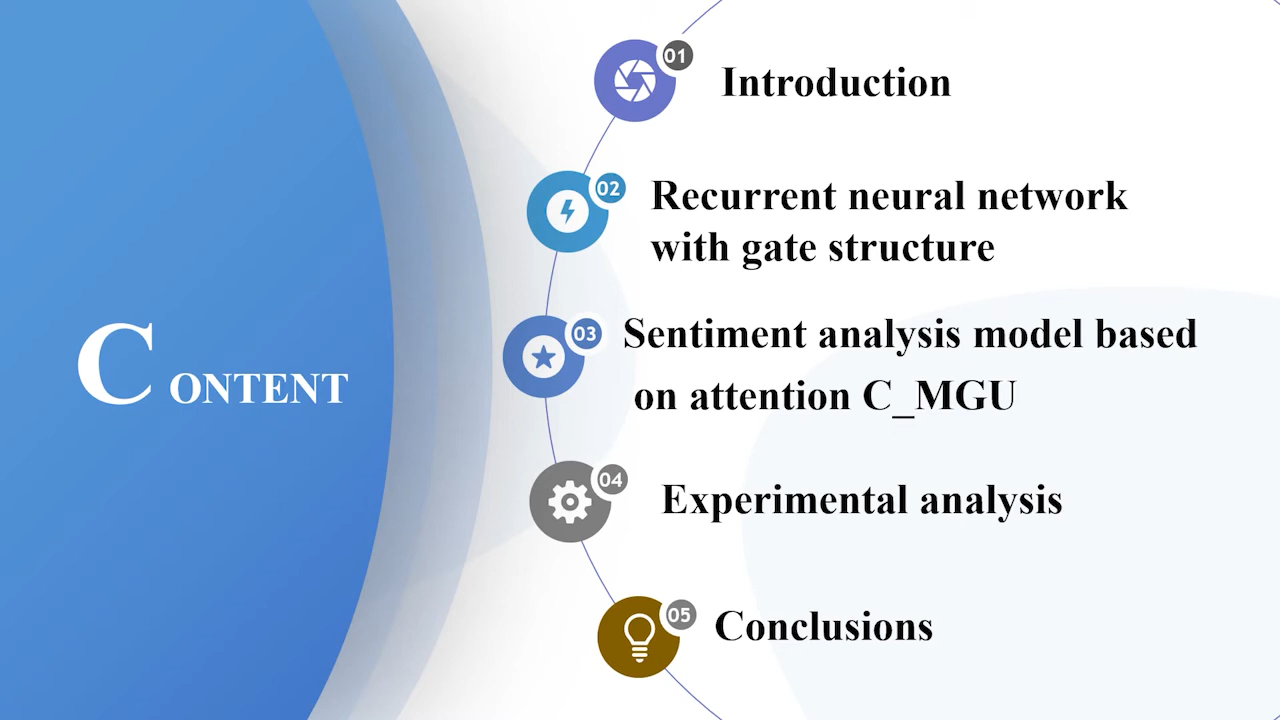 CONTENT
01
Introduction
02
Recurrent neural network
with gate structure
03
Sentiment analysis model based
on attention C_MGU
04
Experimental analysis
05
Conclusions